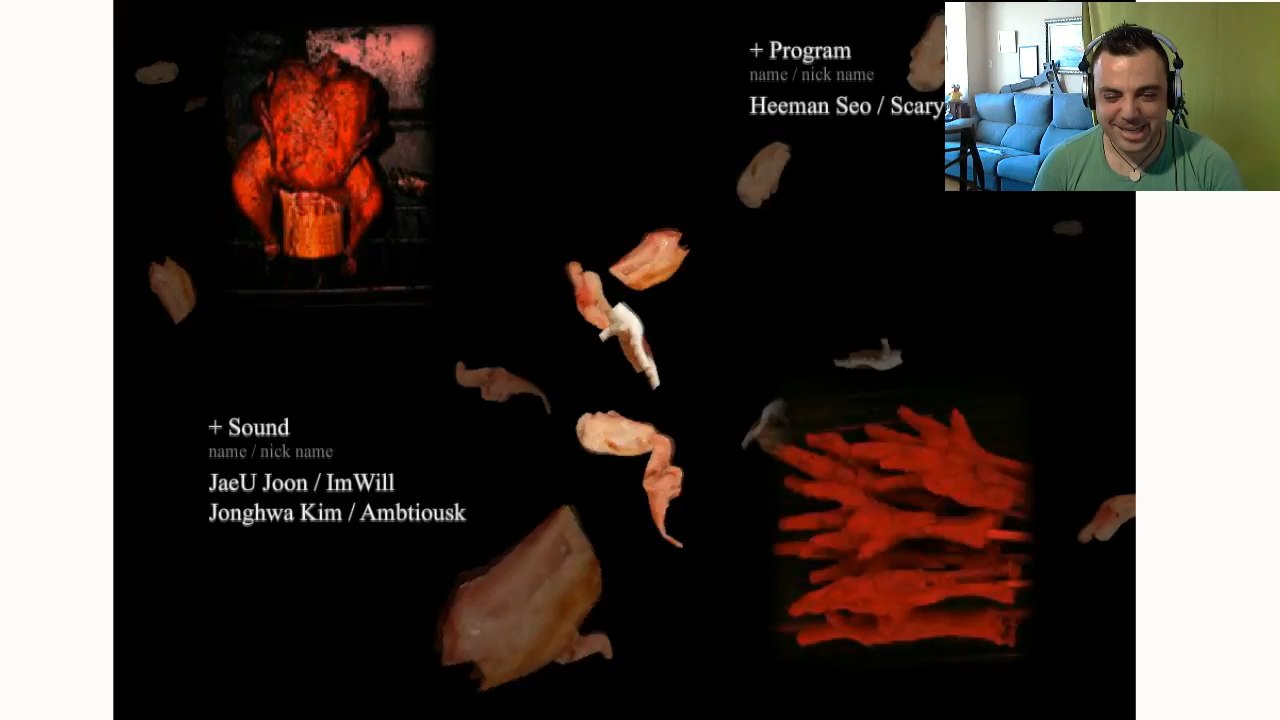 + Program
name / nick name
Heeman Seo / Scary
+ Sound
name / nick name
JaeU Joon / ImWill
Jonghwa Kim / Ambtiousk